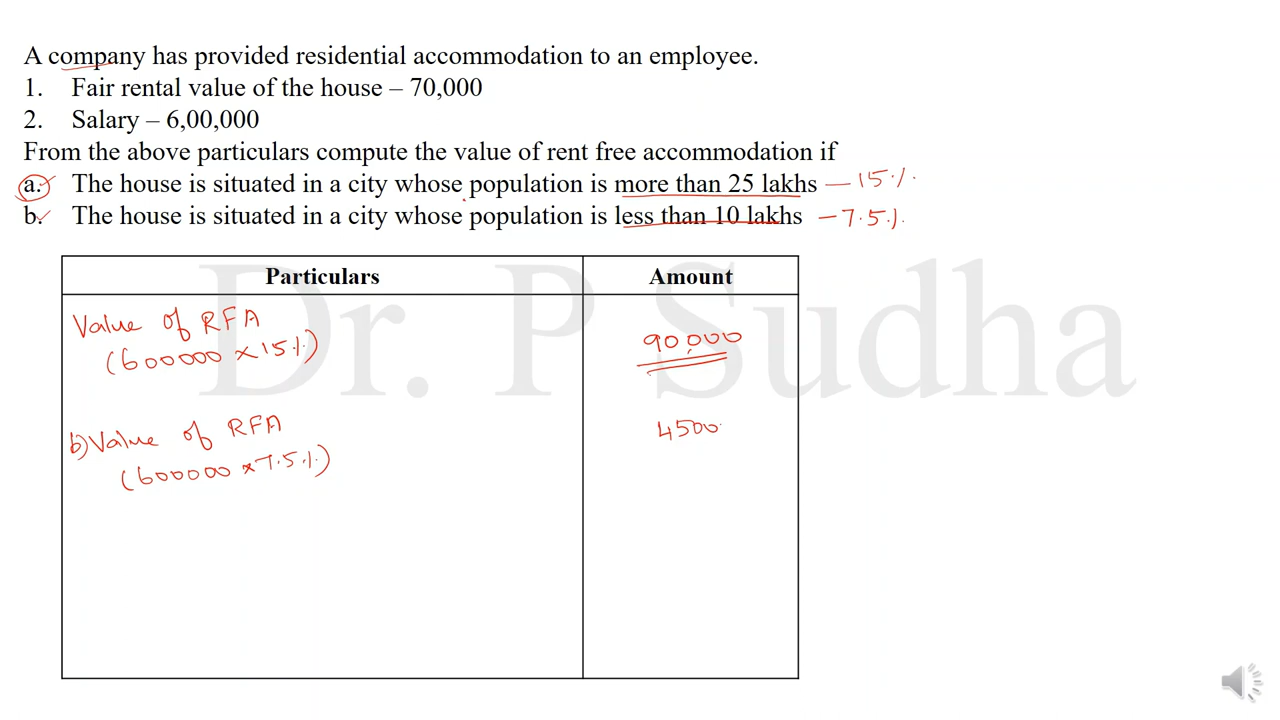 A company has provided residential accommodation to an employee.
1. Fair rental value of the house – 70,000
2. Salary – 6,00,000
From the above particulars compute the value of rent free accommodation if
a. The house is situated in a city whose population is more than 25 lakhs — 15%
b. The house is situated in a city whose population is less than 10 lakhs – 7.5%
Particulars Amount
Value of RFA
(600000 × 15%) 90,000
b) Value of RFA 4500
(600000 × 7.5%)
Dr. P Sudha